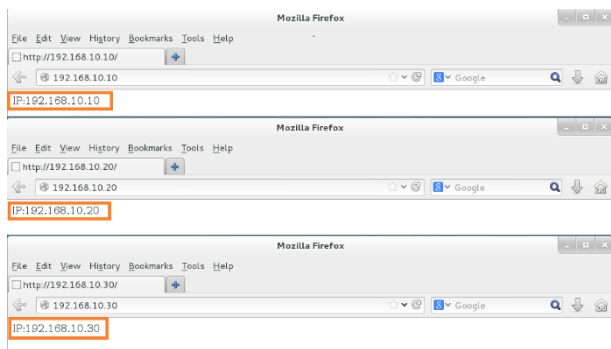 Mozilla Firefox
File Edit View History Bookmarks Tools Help
http://192.168.10.10/
192.168.10.10 Google
IP:192.168.10.10
Mozilla Firefox
File Edit View History Bookmarks Tools Help
http://192.168.10.20/
192.168.10.20 Google
IP:192.168.10.20
Mozilla Firefox
File Edit View History Bookmarks Tools Help
http://192.168.10.30/
192.168.10.30 Google
IP:192.168.10.30